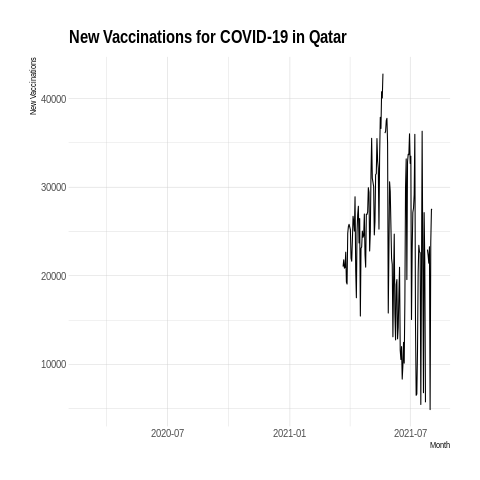 New Vaccinations for COVID-19 in Qatar
New Vaccinations
40000
30000
20000
10000
2020-07
2021-01
2021-07
Month